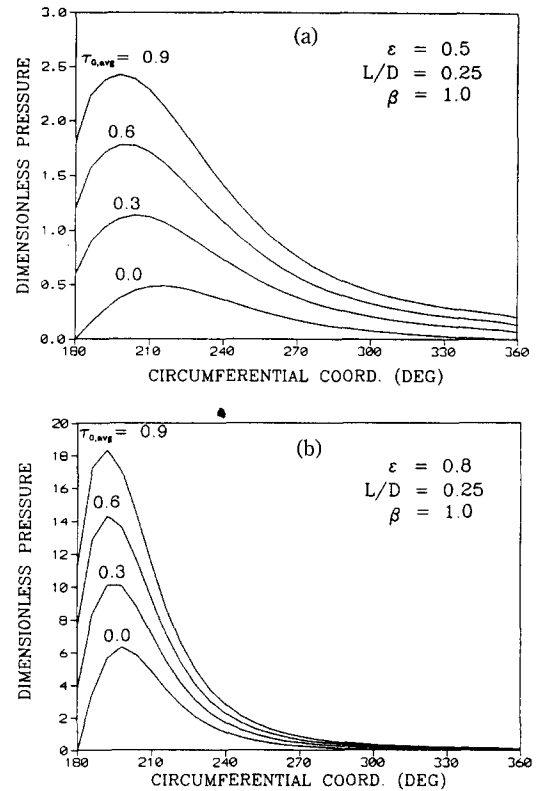 3.0
2.5
2.0
1.5
1.0
0.5
0.0
DIMENSIONLESS PRESSURE
(a)
τ0,avg = 0.9
0.6
0.3
0.0
ε = 0.5
L/D = 0.25
β = 1.0
180 210 240 270 300 330 360
CIRCUMFERENTIAL COORD. (DEG)
20
18
16
14
12
10
8
6
4
2
0
DIMENSIONLESS PRESSURE
(b)
τ0,avg = 0.9
0.6
0.3
0.0
ε = 0.8
L/D = 0.25
β = 1.0
180 210 240 270 300 330 360
CIRCUMFERENTIAL COORD. (DEG)